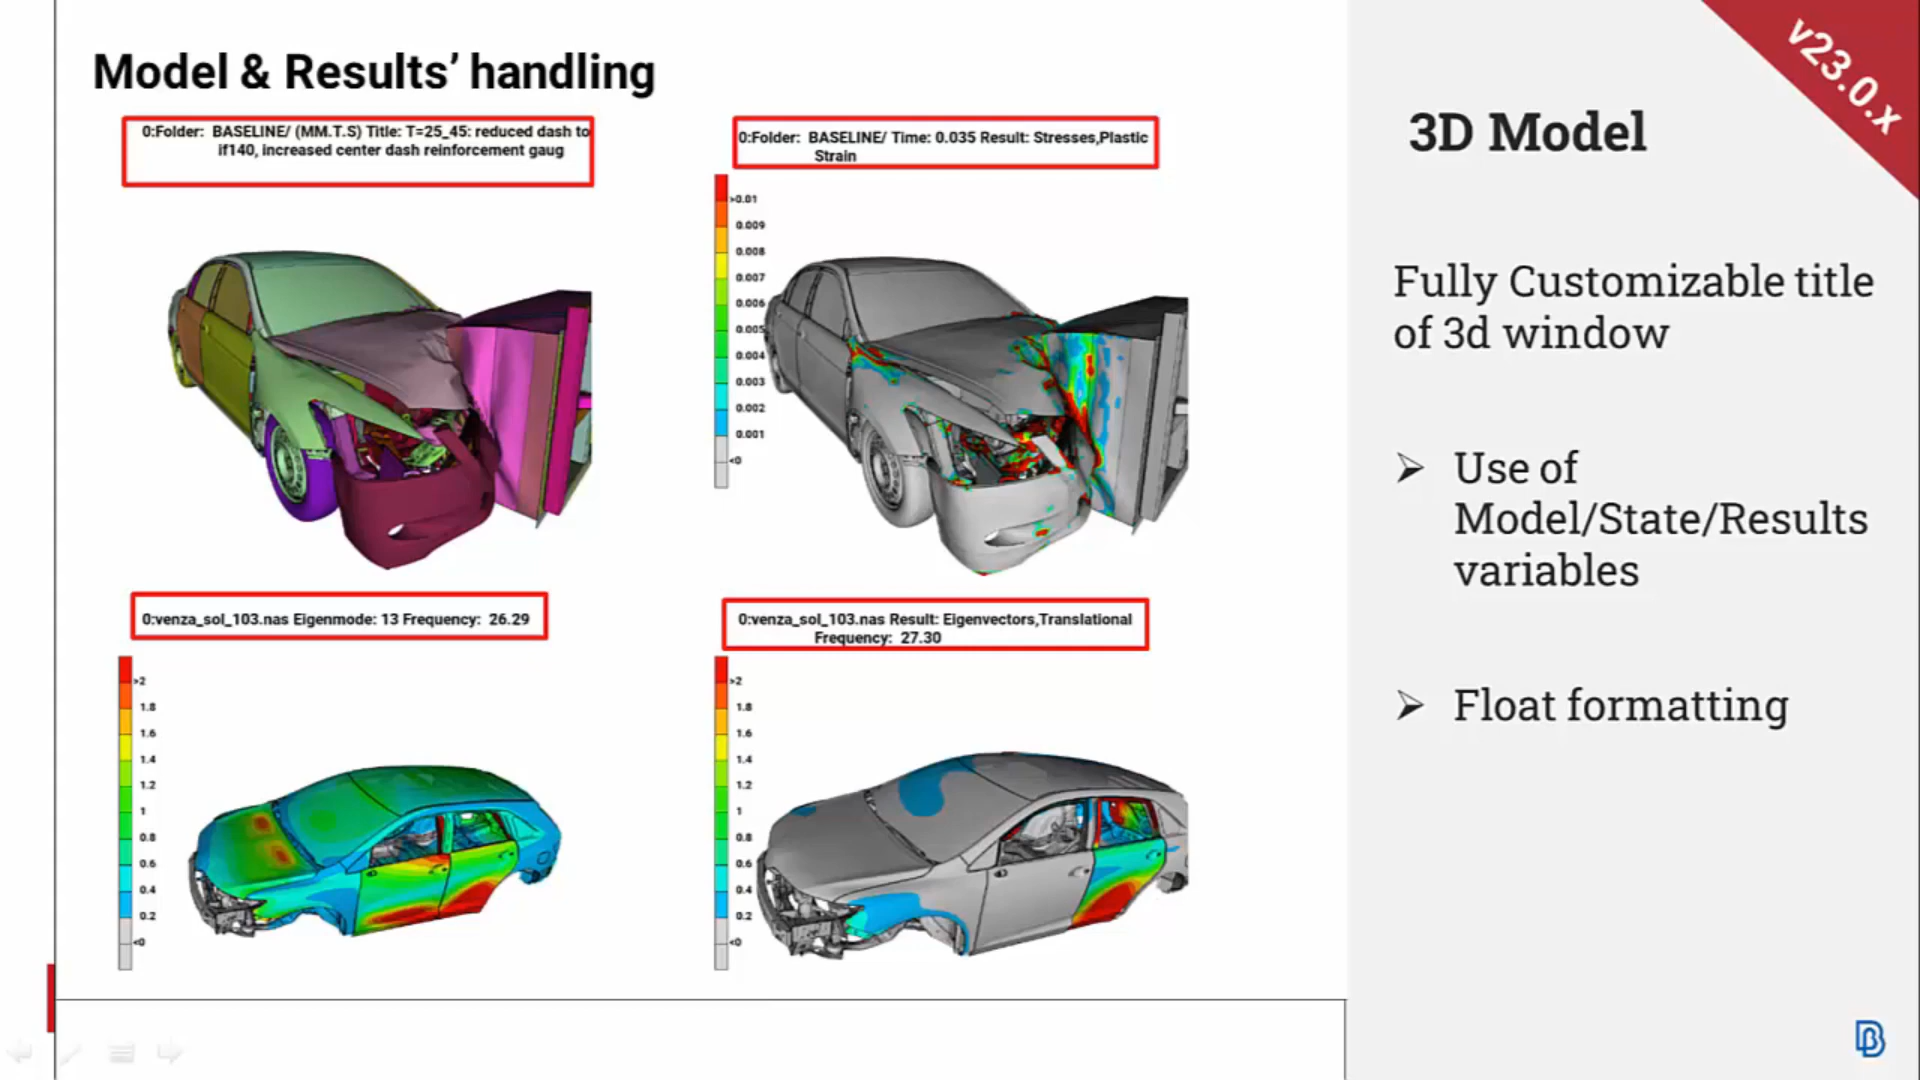 Model & Results’ handling
0:Folder: BASELINE/ (MM.T.S) Title: T=25_45: reduced dash to
if140, increased center dash reinforcement gaug
0:Folder: BASELINE/ Time: 0.035 Result: Stresses,Plastic
Strain
>0.01
0.009
0.008
0.007
0.006
0.005
0.004
0.003
0.002
0.001
<0
0:venza_sol_103.nas Eigenmode: 13 Frequency: 26.29
>2
1.8
1.6
1.4
1.2
1
0.8
0.6
0.4
0.2
<0
0:venza_sol_103.nas Result: Eigenvectors,Translational
Frequency: 27.30
>2
1.8
1.6
1.4
1.2
1
0.8
0.6
0.4
0.2
<0
v23.0.x
3D Model
Fully Customizable title
of 3d window
➢ Use of
Model/State/Results
variables
➢ Float formatting